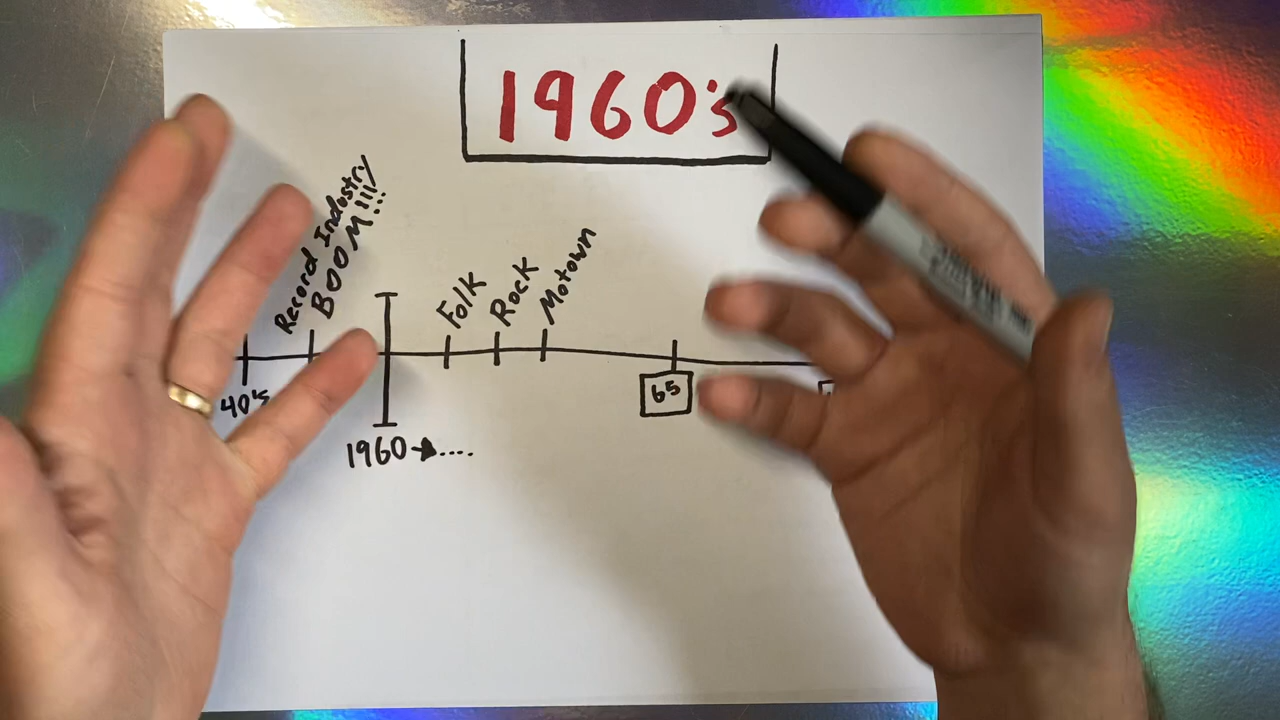 1960's
Record Industry
BOOM!!!
Folk
Rock
Motown
40's
1960→....
65